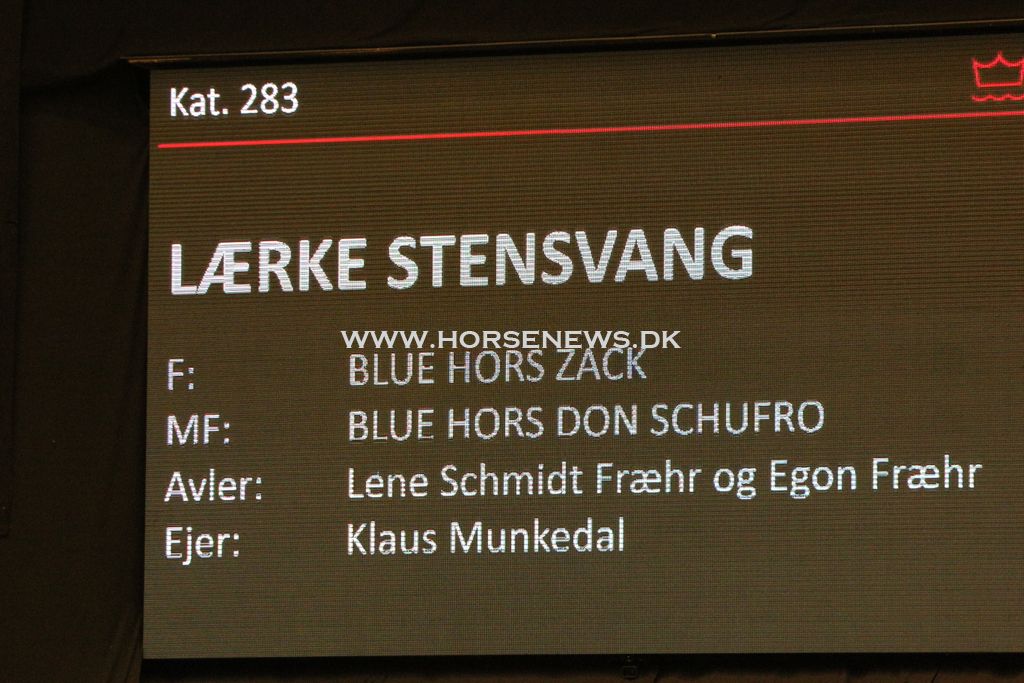 Kat. 283
LÆRKE STENSVANG
WWW.HORSENEWS.DK
F: BLUE HORS ZACK
MF: BLUE HORS DON SCHUFRO
Avler: Lene Schmidt Fræhr og Egon Fræhr
Ejer: Klaus Munkedal